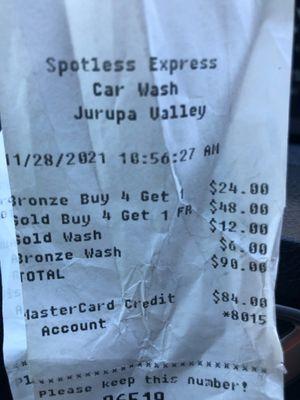 Spotless Express
Car Wash
Jurupa Valley
11/28/2021 10:56:27 AM
Bronze Buy 4 Get 1 $24.00
Gold Buy 4 Get 1 FR $48.00
Gold Wash $12.00
Bronze Wash $6.00
TOTAL $90.00
MasterCard Credit $84.00
Account *8015
Please keep this number!